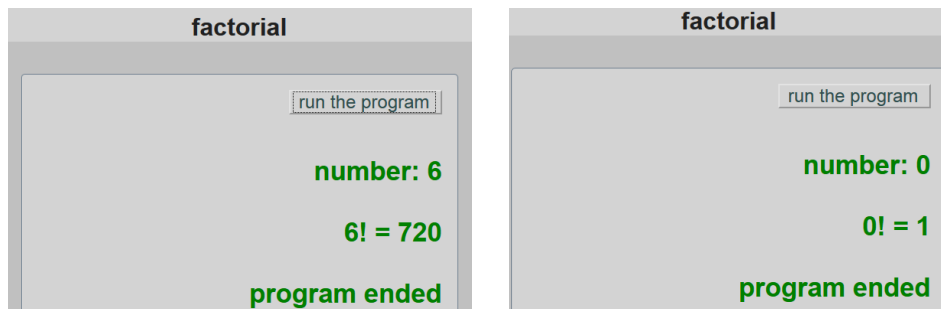 factorial
run the program
number: 6
6! = 720
program ended
factorial
run the program
number: 0
0! = 1
program ended